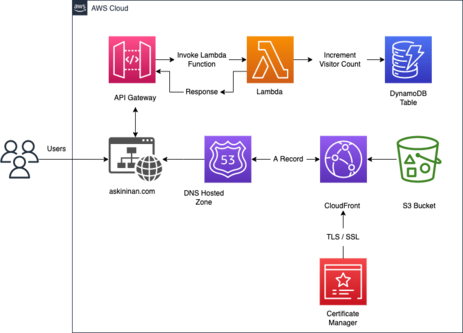 aws
AWS Cloud
Invoke Lambda
Function
Increment
Visitor Count
Response
API Gateway
Lambda
DynamoDB
Table
Users
53
A Record
askininan.com
DNS Hosted
Zone
CloudFront
S3 Bucket
TLS / SSL
Certificate
Manager